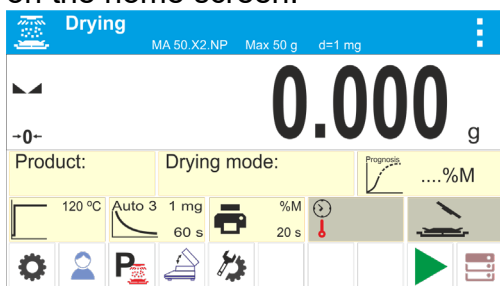 on the home screen.
Drying
MA 50.X2.NP Max 50 g d=1 mg
0.000 g
→0←
Product: Drying mode: Prognosis ....%M
120 ºC Auto 3 1 mg %M
60 s 20 s
P